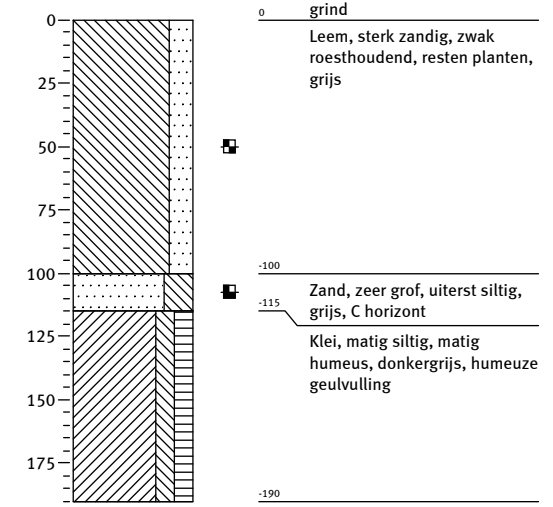 0
25
50
75
100
125
150
175
0
grind
Leem, sterk zandig, zwak
roesthoudend, resten planten,
grijs
-100
Zand, zeer grof, uiterst siltig,
grijs, C horizont
-115
Klei, matig siltig, matig
humeus, donkergrijs, humeuze
geulvulling
-190